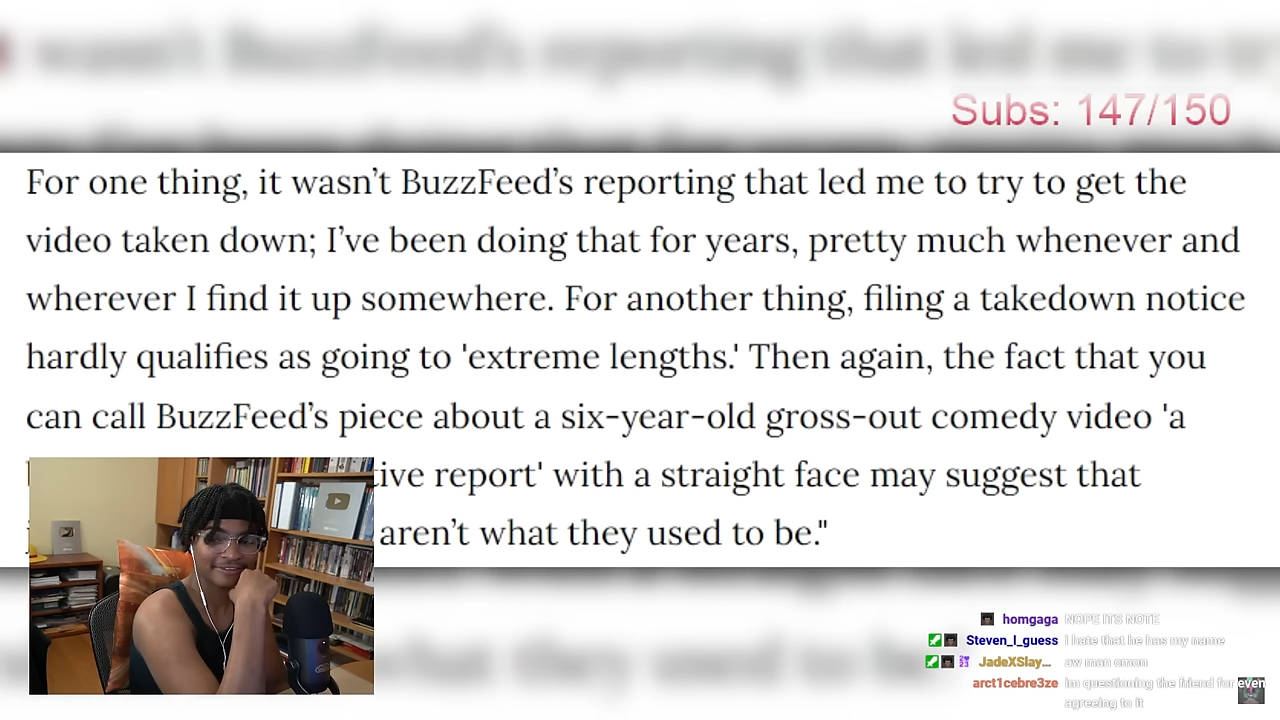 Subs: 147/150
For one thing, it wasn’t BuzzFeed’s reporting that led me to try to get the
video taken down; I’ve been doing that for years, pretty much whenever and
wherever I find it up somewhere. For another thing, filing a takedown notice
hardly qualifies as going to 'extreme lengths.' Then again, the fact that you
can call BuzzFeed’s piece about a six-year-old gross-out comedy video 'a
report' with a straight face may suggest that
aren’t what they used to be."
homgaga NOPE ITS NOTE
Steven_I_guess I hate that he has my name
JadeXSlay... aw man cmon
arct1cebre3ze im questioning the friend for even
agreeing to it